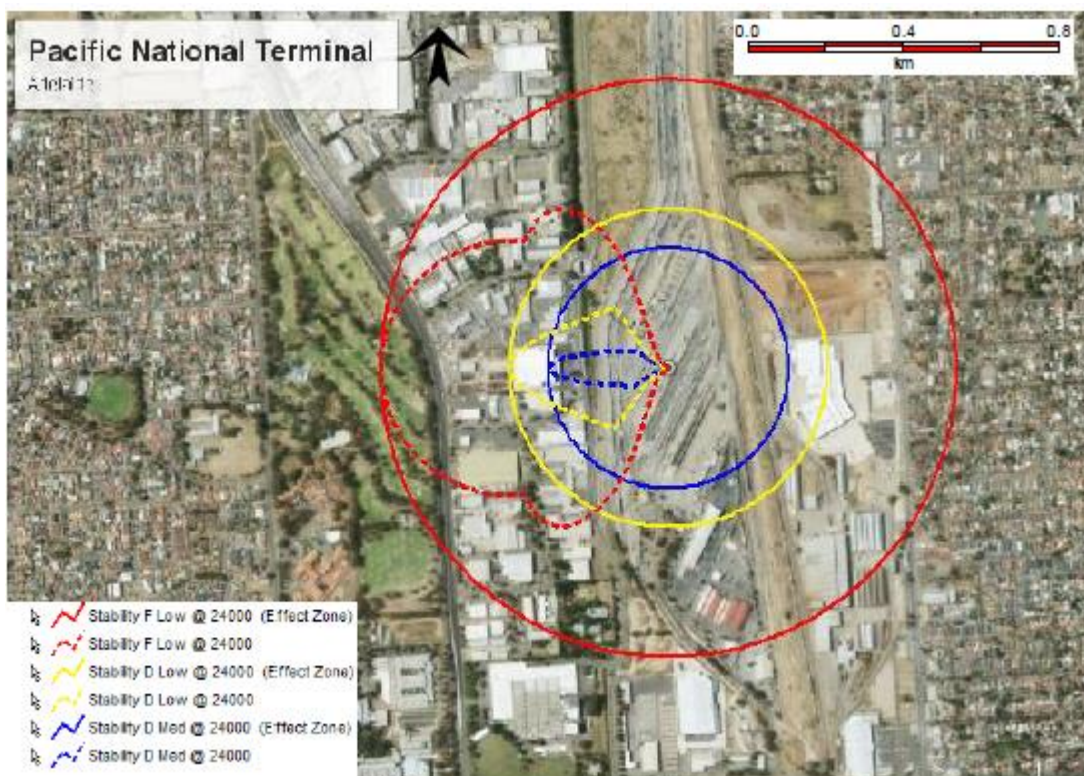 Pacific National Terminal
Adelaide
0.0 0.4 0.8
km
Stability F Low @ 24000 (Effect Zone)
Stability F Low @ 24000
Stability D Low @ 24000 (Effect Zone)
Stability D Low @ 24000
Stability D Med @ 24000 (Effect Zone)
Stability D Med @ 24000